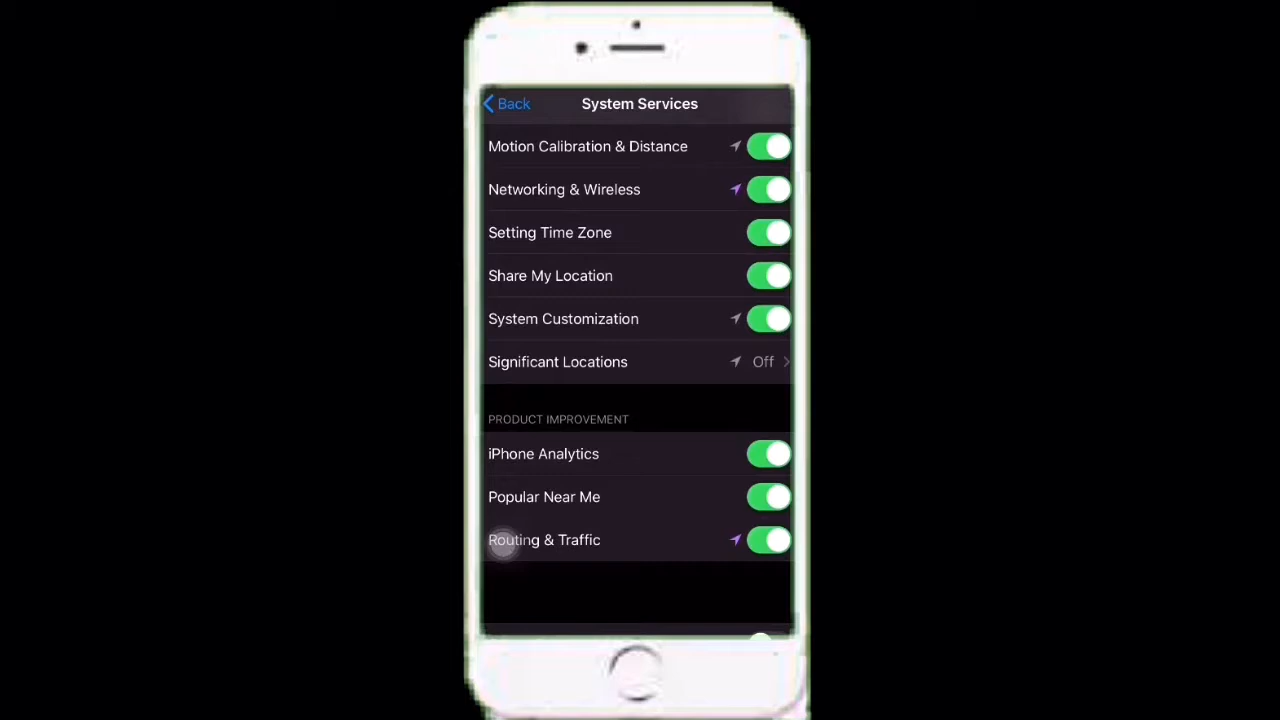 Back
System Services
Motion Calibration & Distance
Networking & Wireless
Setting Time Zone
Share My Location
System Customization
Significant Locations Off
PRODUCT IMPROVEMENT
iPhone Analytics
Popular Near Me
Routing & Traffic